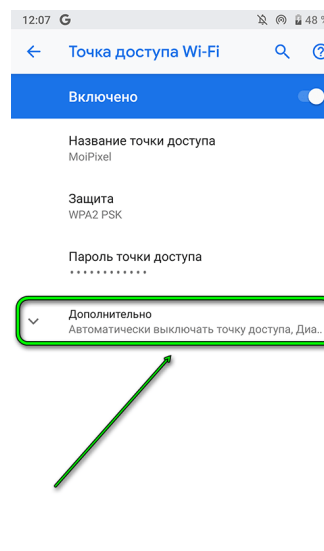 12:07 G 48 %
Точка доступа Wi-Fi
Включено
Название точки доступа
MoiPixel
Защита
WPA2 PSK
Пароль точки доступа
••••••••••••
Дополнительно
Автоматически выключать точку доступа, Диа..